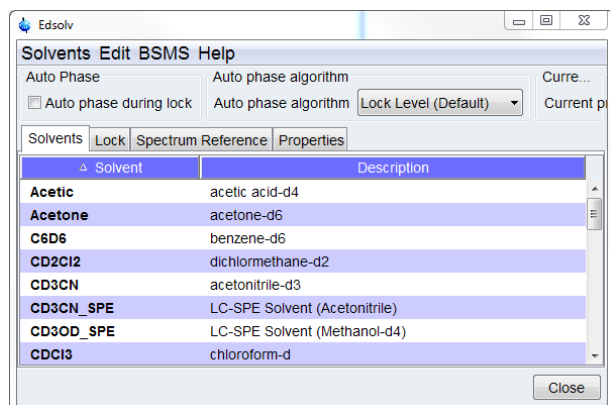 Edsolv
Solvents Edit BSMS Help
Auto Phase Auto phase algorithm Curre...
Auto phase during lock Auto phase algorithm Lock Level (Default) Current p
Solvents Lock Spectrum Reference Properties
Solvent Description
Acetic acetic acid-d4
Acetone acetone-d6
C6D6 benzene-d6
CD2Cl2 dichlormethane-d2
CD3CN acetonitrile-d3
CD3CN_SPE LC-SPE Solvent (Acetonitrile)
CD3OD_SPE LC-SPE Solvent (Methanol-d4)
CDCl3 chloroform-d
Close